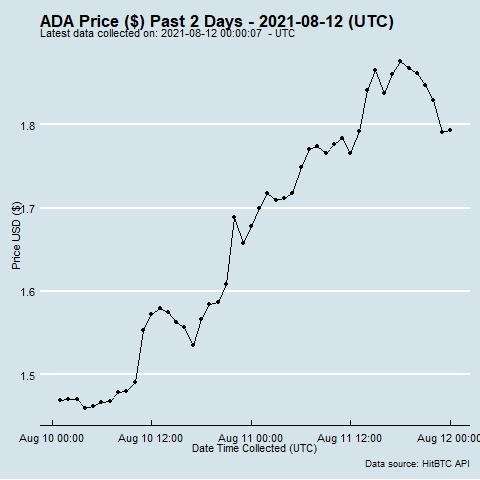 ADA Price ($) Past 2 Days - 2021-08-12 (UTC)
Latest data collected on: 2021-08-12 00:00:07 - UTC
1.8
1.7
1.6
1.5
Price USD ($)
Aug 10 00:00 Aug 10 12:00 Aug 11 00:00 Aug 11 12:00 Aug 12 00:00
Date Time Collected (UTC)
Data source: HitBTC API